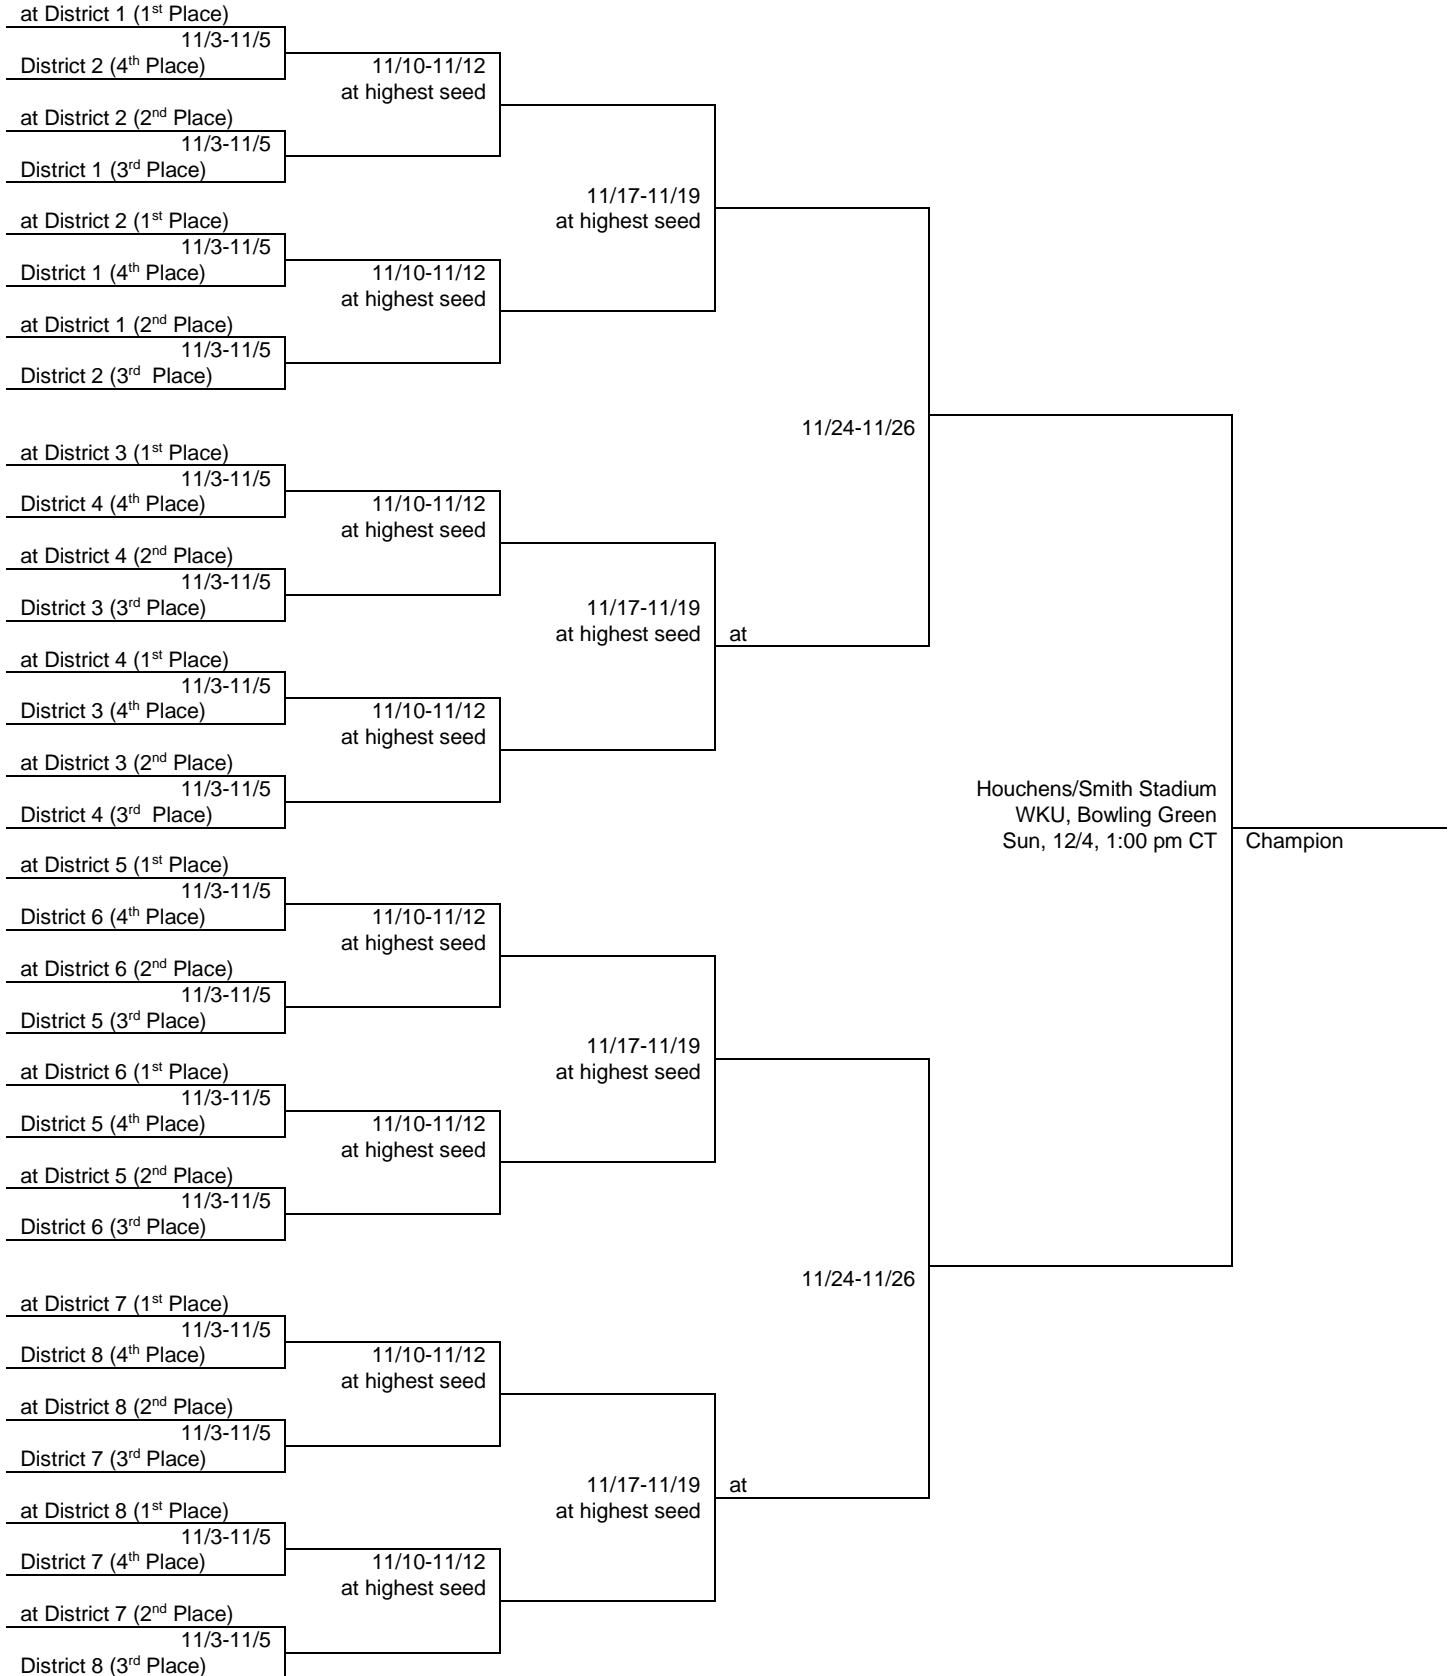 at District 1 (1st Place)
11/3-11/5
District 2 (4th Place)
11/10-11/12
at highest seed
at District 2 (2nd Place)
11/3-11/5
District 1 (3rd Place)
11/17-11/19
at highest seed
at District 2 (1st Place)
11/3-11/5
District 1 (4th Place)
11/10-11/12
at highest seed
at District 1 (2nd Place)
11/3-11/5
District 2 (3rd Place)
11/24-11/26
at District 3 (1st Place)
11/3-11/5
District 4 (4th Place)
11/10-11/12
at highest seed
at District 4 (2nd Place)
11/3-11/5
District 3 (3rd Place)
11/17-11/19
at highest seed
at
at District 4 (1st Place)
11/3-11/5
District 3 (4th Place)
11/10-11/12
at highest seed
at District 3 (2nd Place)
11/3-11/5
District 4 (3rd Place)
Houchens/Smith Stadium
WKU, Bowling Green
Sun, 12/4, 1:00 pm CT
Champion
at District 5 (1st Place)
11/3-11/5
District 6 (4th Place)
11/10-11/12
at highest seed
at District 6 (2nd Place)
11/3-11/5
District 5 (3rd Place)
11/17-11/19
at highest seed
at District 6 (1st Place)
11/3-11/5
District 5 (4th Place)
11/10-11/12
at highest seed
at District 5 (2nd Place)
11/3-11/5
District 6 (3rd Place)
11/24-11/26
at District 7 (1st Place)
11/3-11/5
District 8 (4th Place)
11/10-11/12
at highest seed
at District 8 (2nd Place)
11/3-11/5
District 7 (3rd Place)
11/17-11/19
at highest seed
at
at District 8 (1st Place)
11/3-11/5
District 7 (4th Place)
11/10-11/12
at highest seed
at District 7 (2nd Place)
11/3-11/5
District 8 (3rd Place)